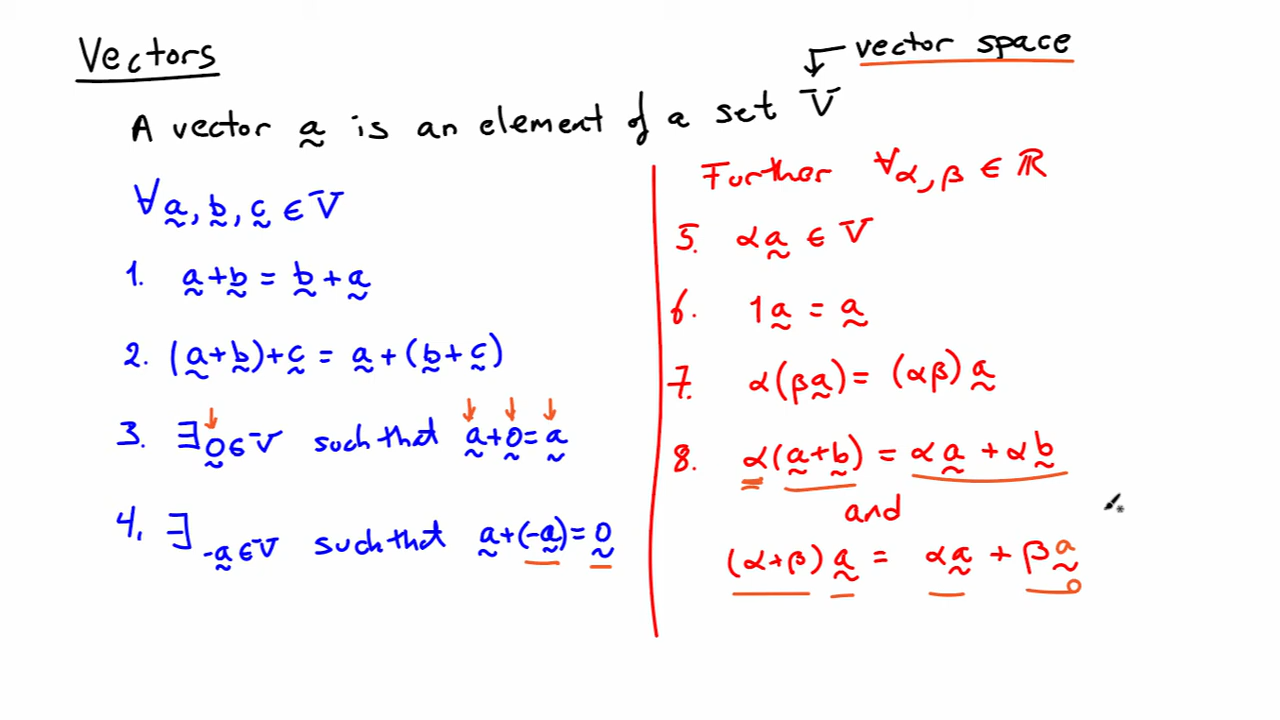 Vectors
vector space
A vector a̰ is an element of a set V
∀a̰, b̰, c̰ ∈ V
1. a̰ + b̰ = b̰ + a̰
2. (a̰ + b̰) + c̰ = a̰ + (b̰ + c̰)
3. ∃0̰ ∈ V such that a̰ + 0̰ = a̰
4. ∃-a̰ ∈ V such that a̰ + (-a̰) = 0̰
Further ∀α, β ∈ ℝ
5. αa̰ ∈ V
6. 1a̰ = a̰
7. α(βa̰) = (αβ)a̰
8. α(a̰ + b̰) = αa̰ + αb̰
and
(α+β)a̰ = αa̰ + βa̰